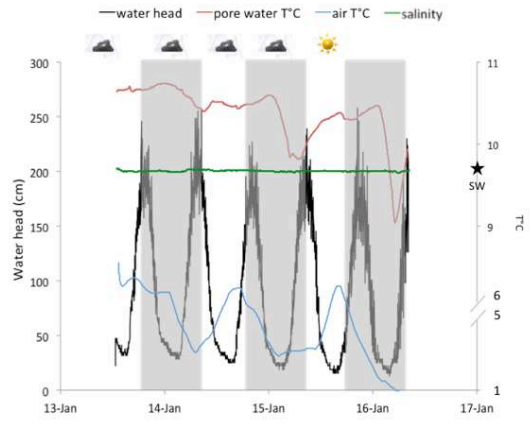 water head pore water T°C air T°C salinity
300
250
200
150
100
50
0
Water head (cm)
11
10
9
6
5
1
T°C
SW
13-Jan 14-Jan 15-Jan 16-Jan 17-Jan